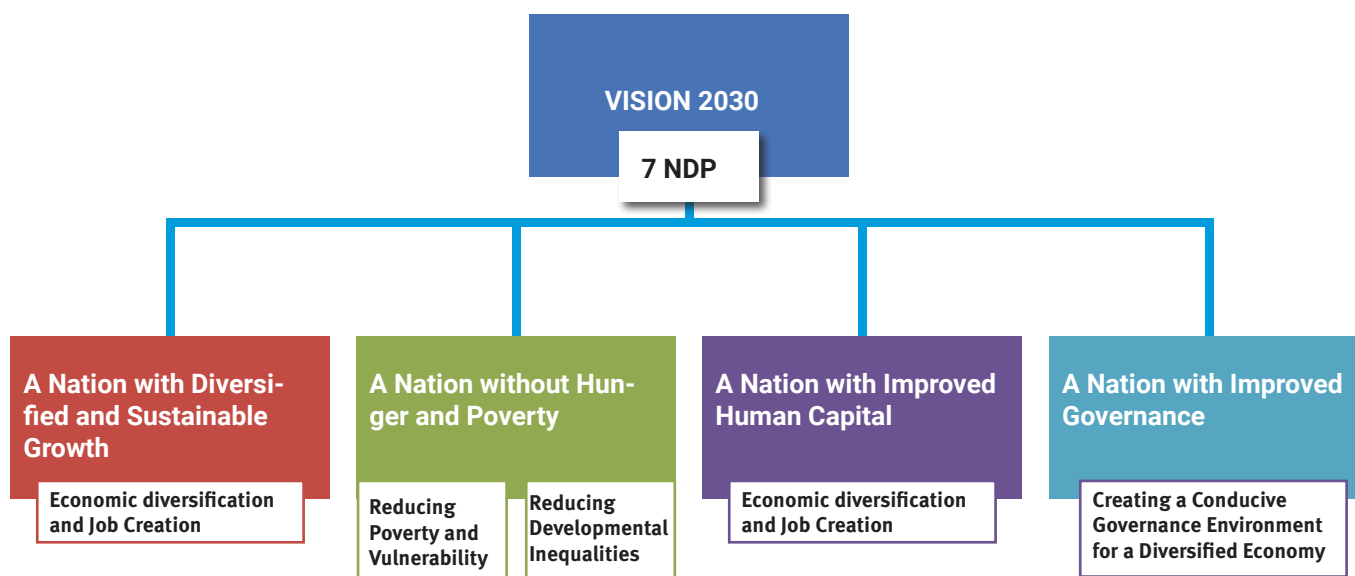 VISION 2030
7 NDP
A Nation with Diversi-
fied and Sustainable
Growth
Economic diversification
and Job Creation
A Nation without Hun-
ger and Poverty
Reducing
Poverty and
Vulnerability
Reducing
Developmental
Inequalities
A Nation with Improved
Human Capital
Economic diversification
and Job Creation
A Nation with Improved
Governance
Creating a Conducive
Governance Environment
for a Diversified Economy